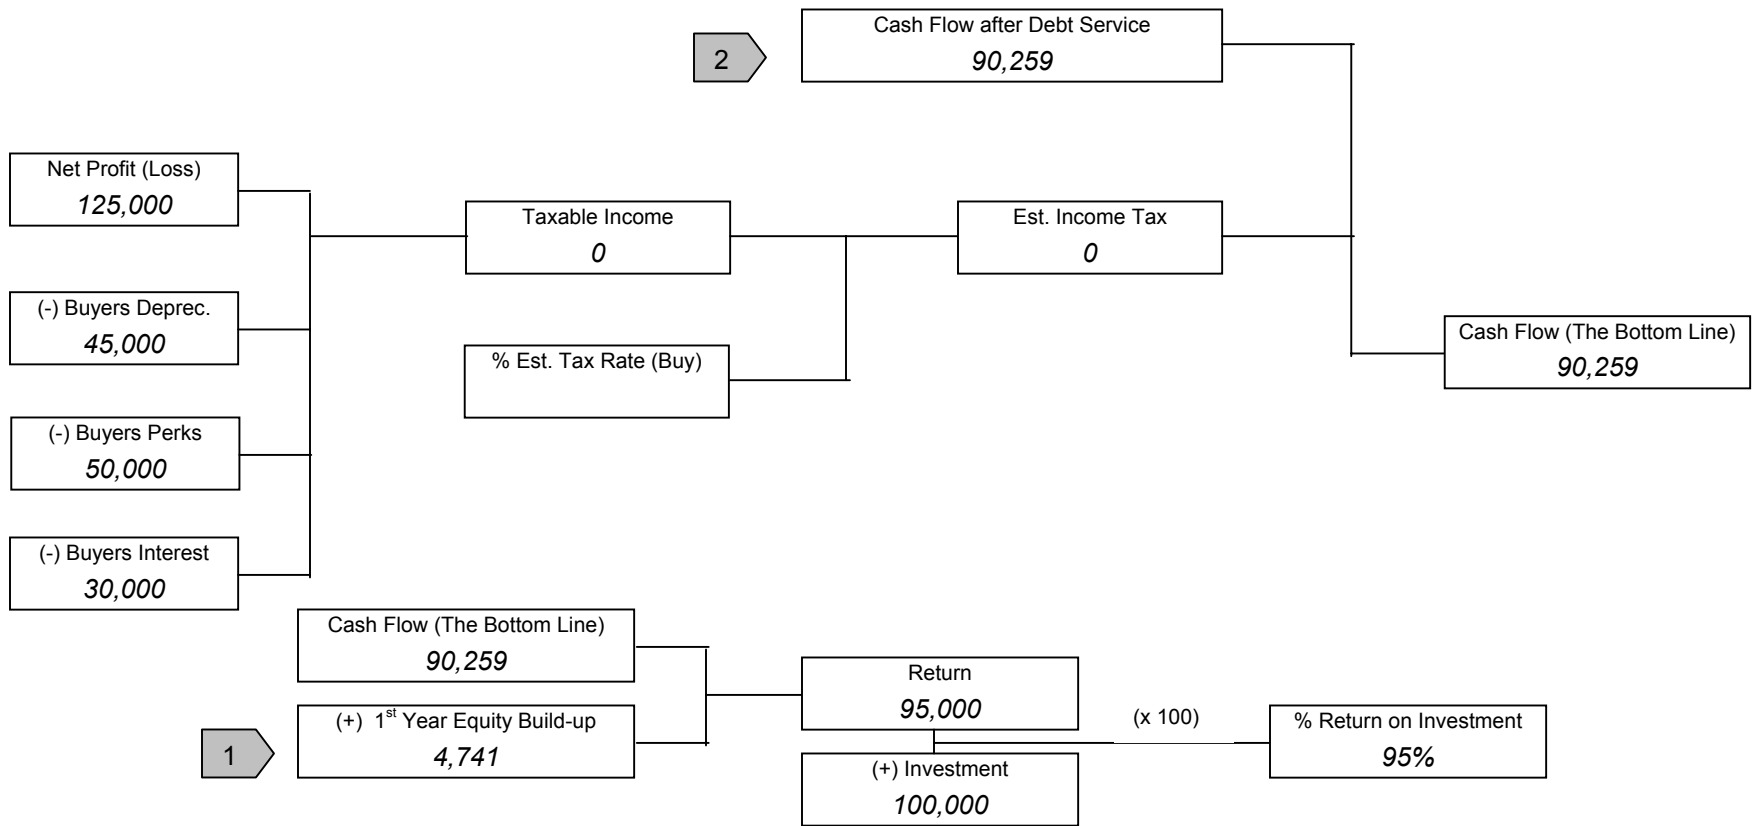 2
Cash Flow after Debt Service
90,259
Net Profit (Loss)
125,000
Taxable Income
0
Est. Income Tax
0
(-) Buyers Deprec.
45,000
% Est. Tax Rate (Buy)
Cash Flow (The Bottom Line)
90,259
(-) Buyers Perks
50,000
(-) Buyers Interest
30,000
Cash Flow (The Bottom Line)
90,259
1
(+) 1st Year Equity Build-up
4,741
Return
95,000
(+) Investment
100,000
(x 100)
% Return on Investment
95%